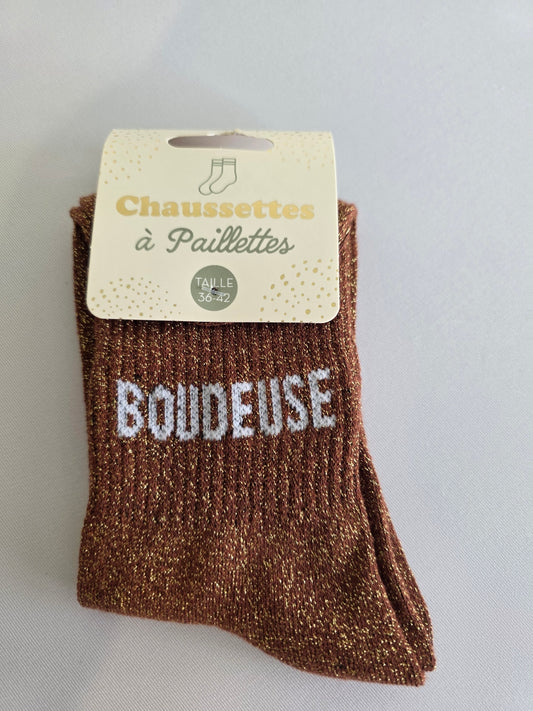 Chaussettes
à Paillettes
TAILLE
36-42
BOUDEUSE